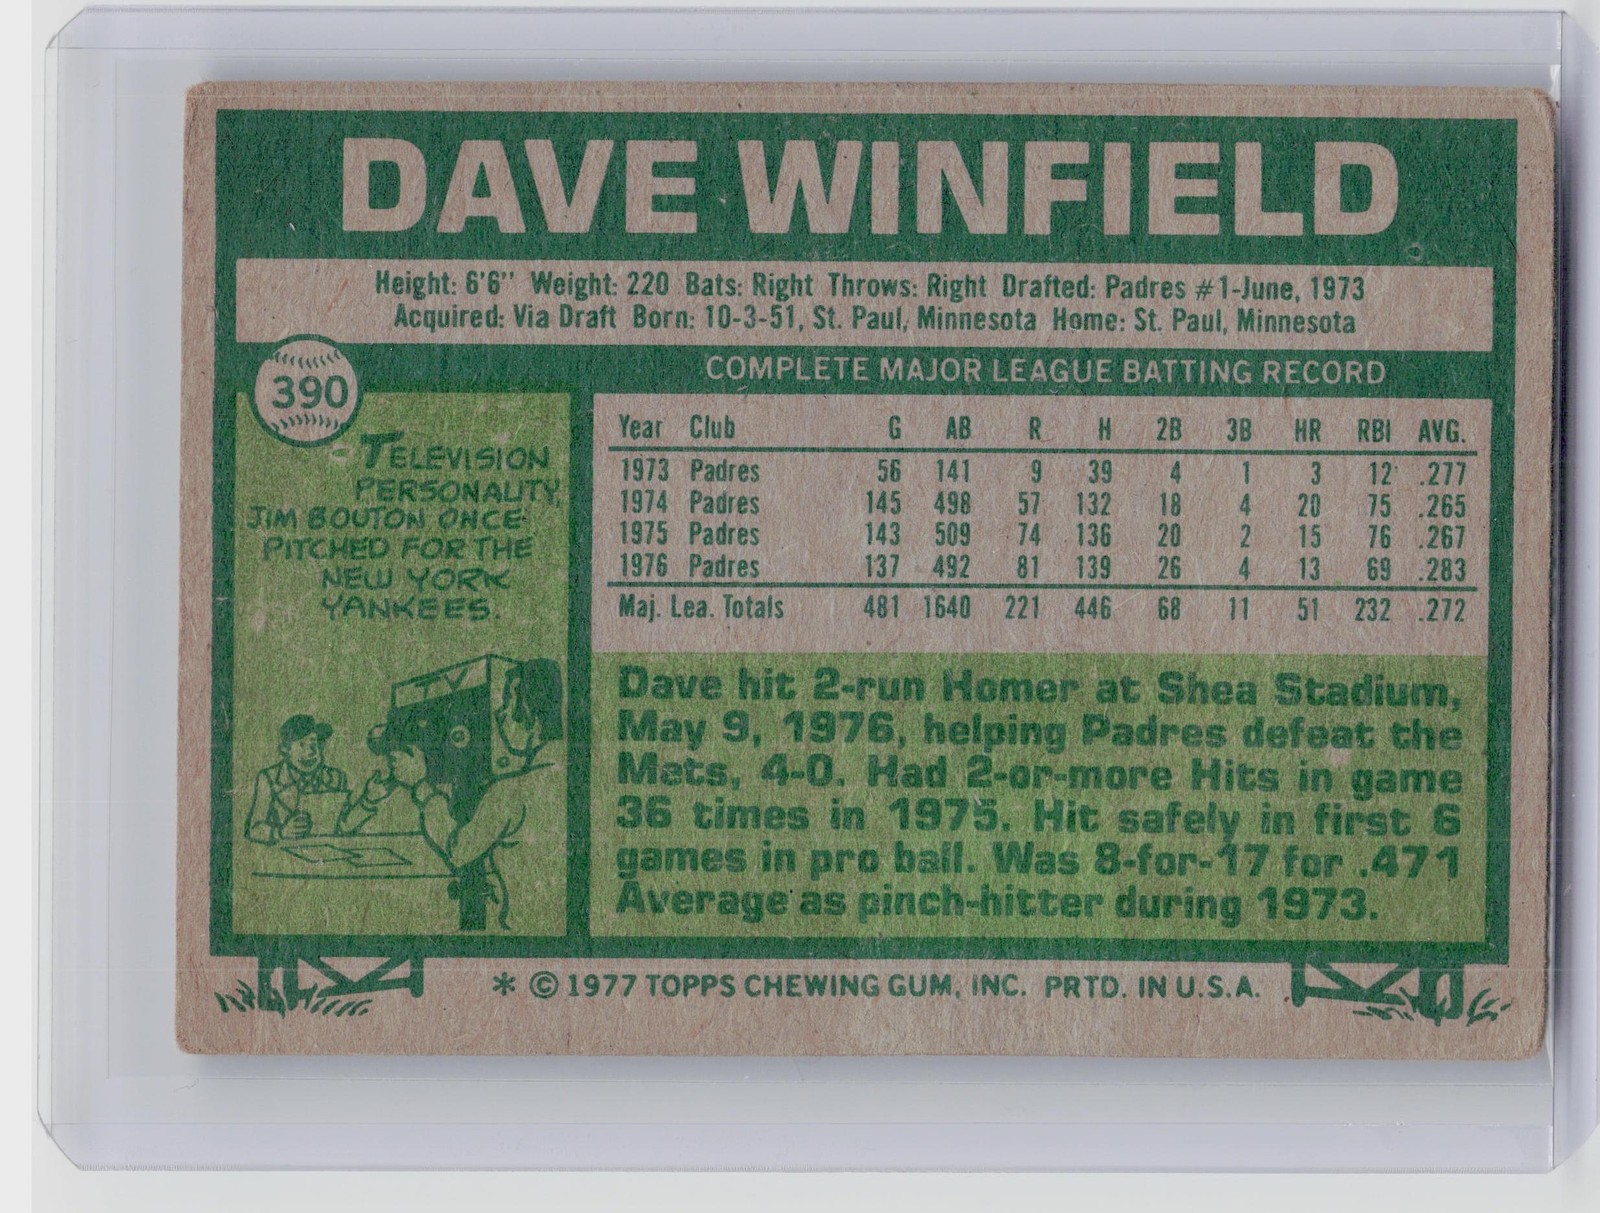 DAVE WINFIELD
Height: 6'6" Weight: 220 Bats: Right Throws: Right Drafted: Padres #1-June, 1973
Acquired: Via Draft Born: 10-3-51, St. Paul, Minnesota Home: St. Paul, Minnesota
390
TELEVISION
PERSONALITY,
JIM BOUTON ONCE
PITCHED FOR THE
NEW YORK
YANKEES.
TV
COMPLETE MAJOR LEAGUE BATTING RECORD
Year Club G AB R H 2B 3B HR RBI AVG.
1973 Padres 56 141 9 39 4 1 3 12 .277
1974 Padres 145 498 57 132 18 4 20 75 .265
1975 Padres 143 509 74 136 20 2 15 76 .267
1976 Padres 137 492 81 139 26 4 13 69 .283
Maj. Lea. Totals 481 1640 221 446 68 11 51 232 .272
Dave hit 2-run Homer at Shea Stadium,
May 9, 1976, helping Padres defeat the
Mets, 4-0. Had 2-or-more Hits in game
36 times in 1975. Hit safely in first 6
games in pro ball. Was 8-for-17 for .471
Average as pinch-hitter during 1973.
* © 1977 TOPPS CHEWING GUM, INC. PRTD. IN U.S.A.